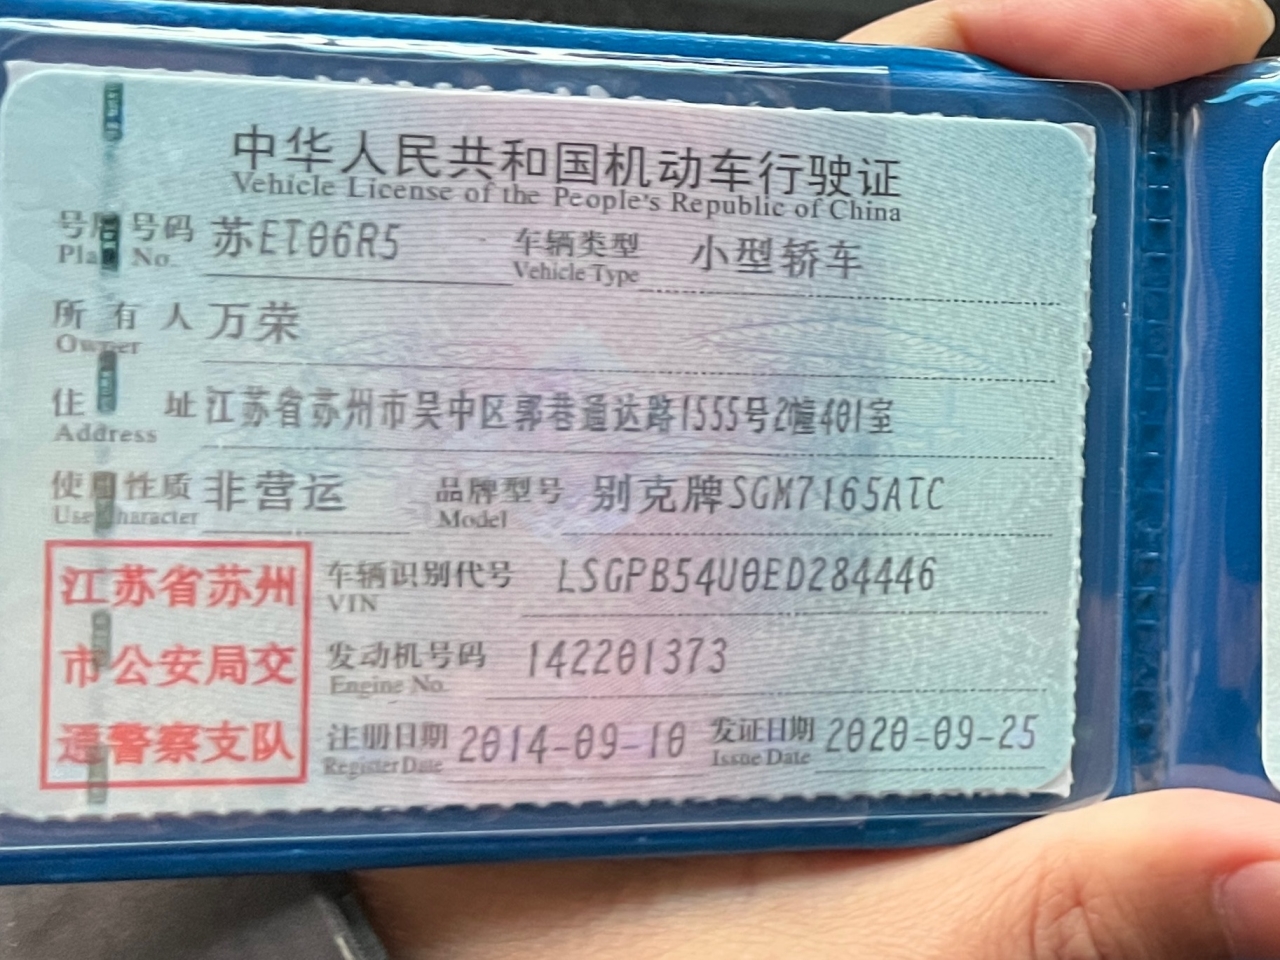 中华人民共和国机动车行驶证
Vehicle License of the People's Republic of China
号牌号码 苏ET06R5 车辆类型 小型轿车
Plate No. Vehicle Type
所有人 万荣
Owner
住址 江苏省苏州市吴中区郭巷通达路1555号2幢401室
Address
使用性质 非营运 品牌型号 别克牌SGM7165ATC
Use Character Model
江苏省苏州
市公安局交
通警察支队
车辆识别代号 LSGPB54U0ED284446
VIN
发动机号码 142201373
Engine No.
注册日期 2014-09-10 发证日期 2020-09-25
Register Date Issue Date